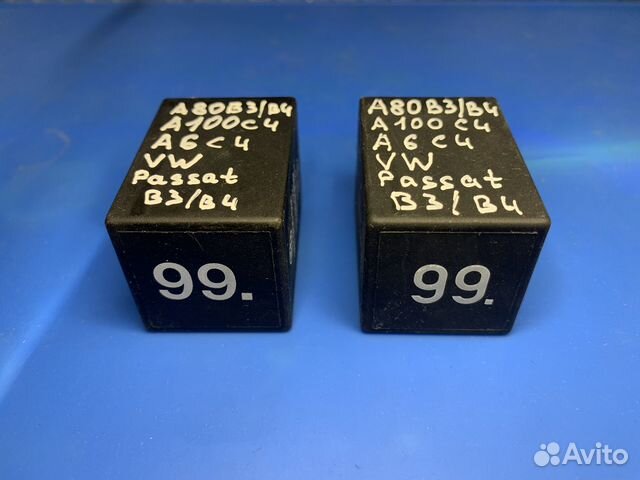 A80B3/B4
A100C4
A6C4
VW
Passat
B3/B4
99.
A80B3/B4
A100C4
A6C4
VW
Passat
B3/B4
99.
Avito